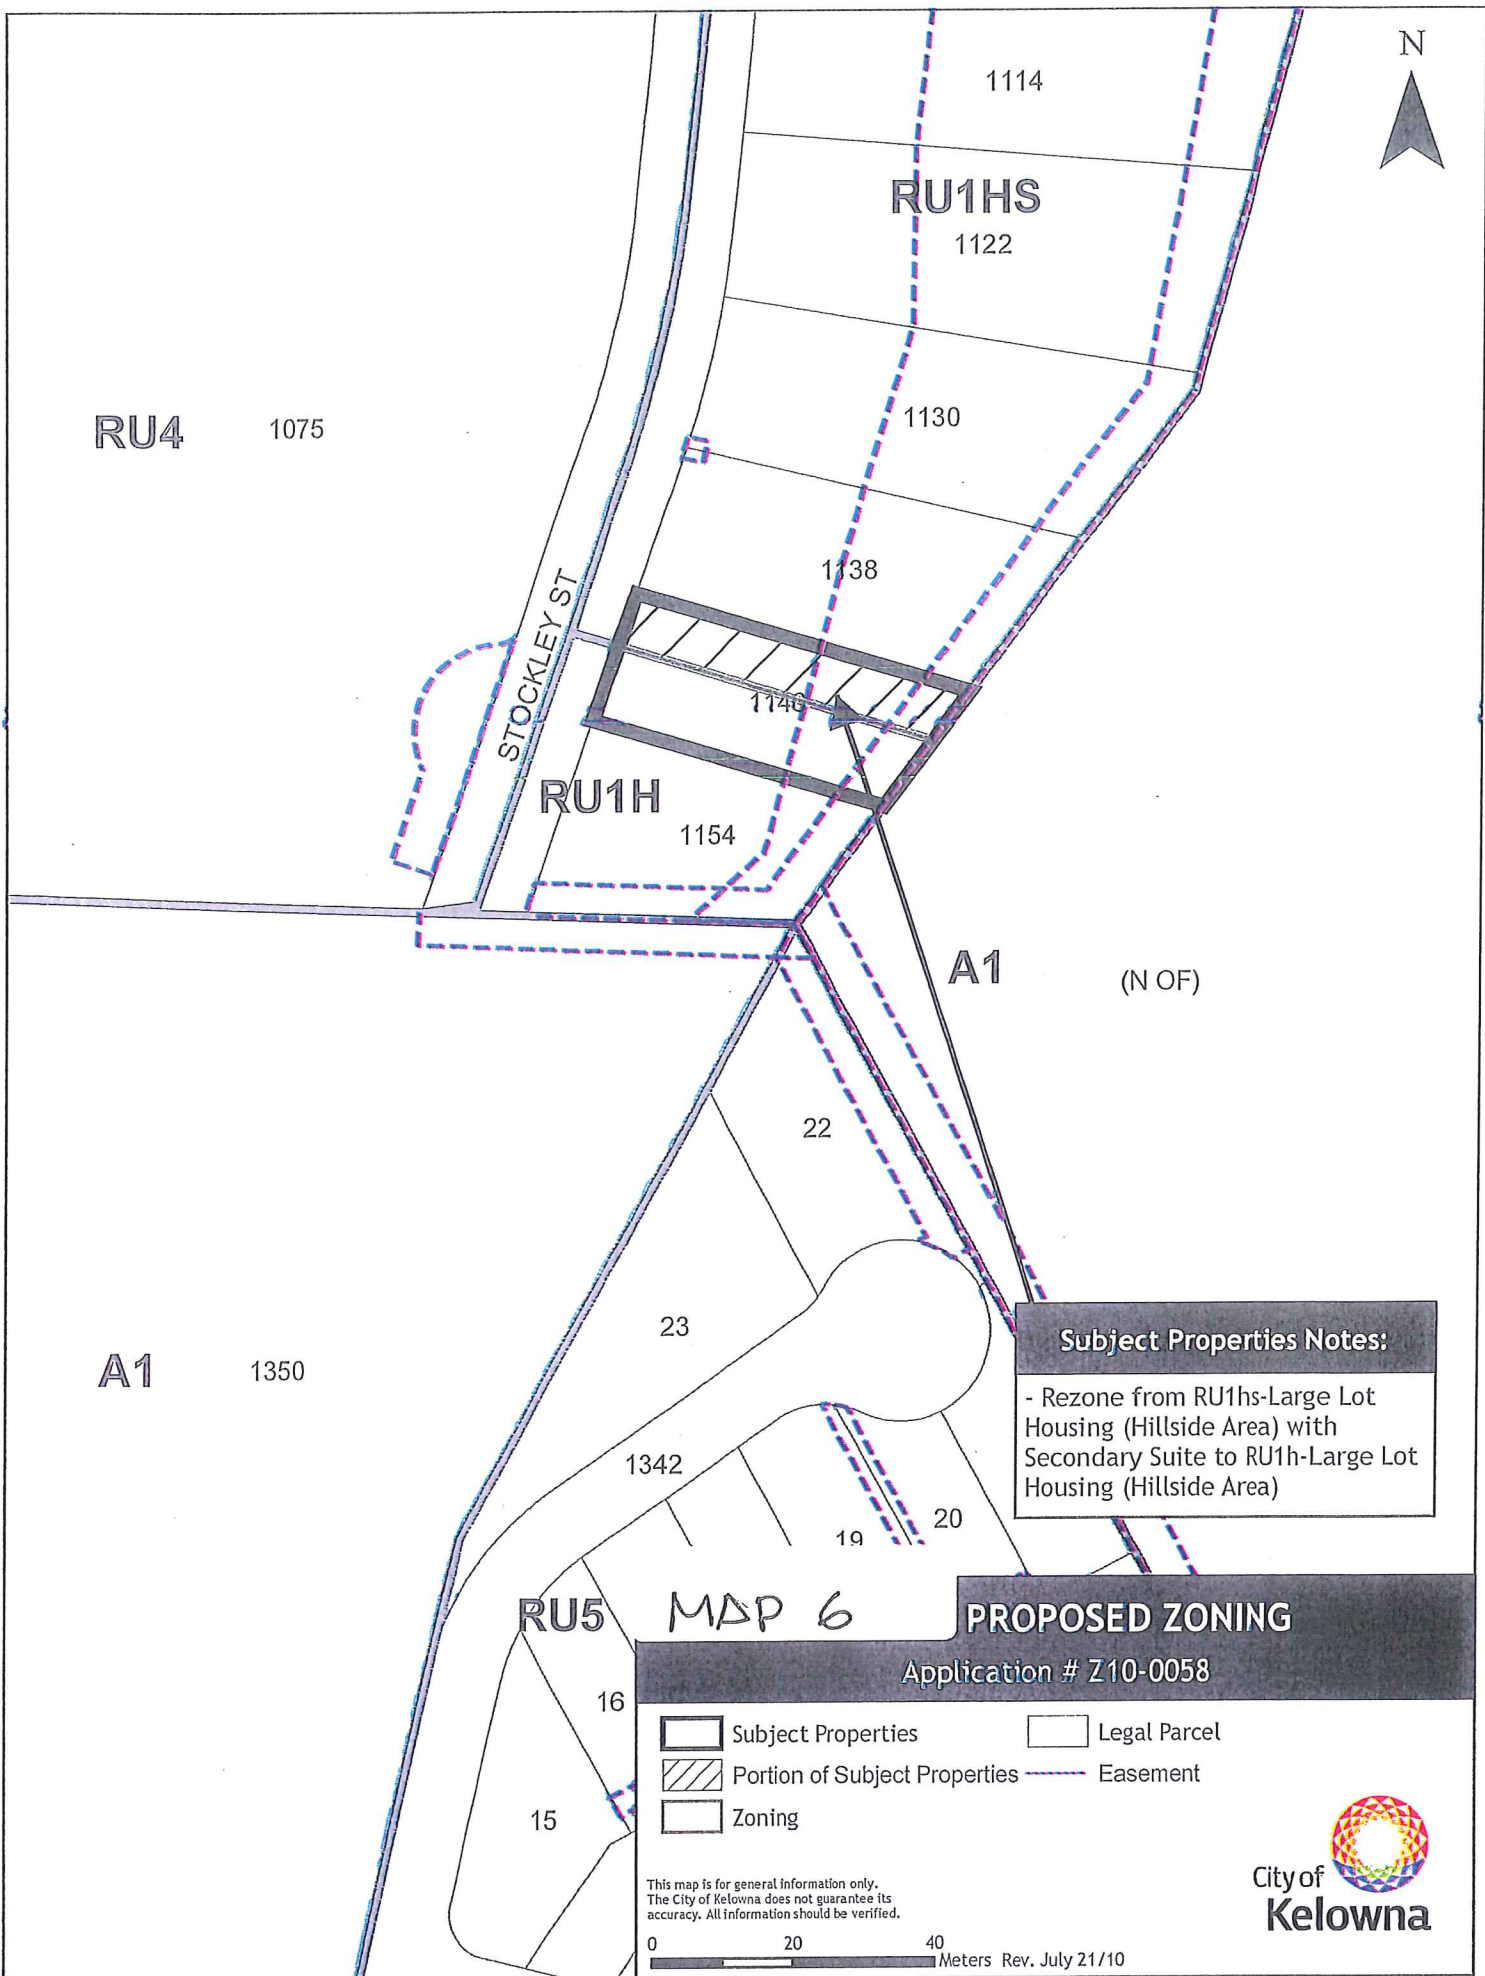 N
1114
RU1HS
1122
RU4
1075
1130
1138
STOCKLEY ST
RU1H
1154
A1
(N OF)
22
23
A1
1350
1342
19
20
Subject Properties Notes:
- Rezone from RU1hs-Large Lot
Housing (Hillside Area) with
Secondary Suite to RU1h-Large Lot
Housing (Hillside Area)
RU5
MAP 6
PROPOSED ZONING
Application # Z10-0058
16
15
Subject Properties
Legal Parcel
Portion of Subject Properties
Easement
Zoning
This map is for general information only.
The City of Kelowna does not guarantee its
accuracy. All information should be verified.
City of
Kelowna
0 20 40
Meters Rev. July 21/10